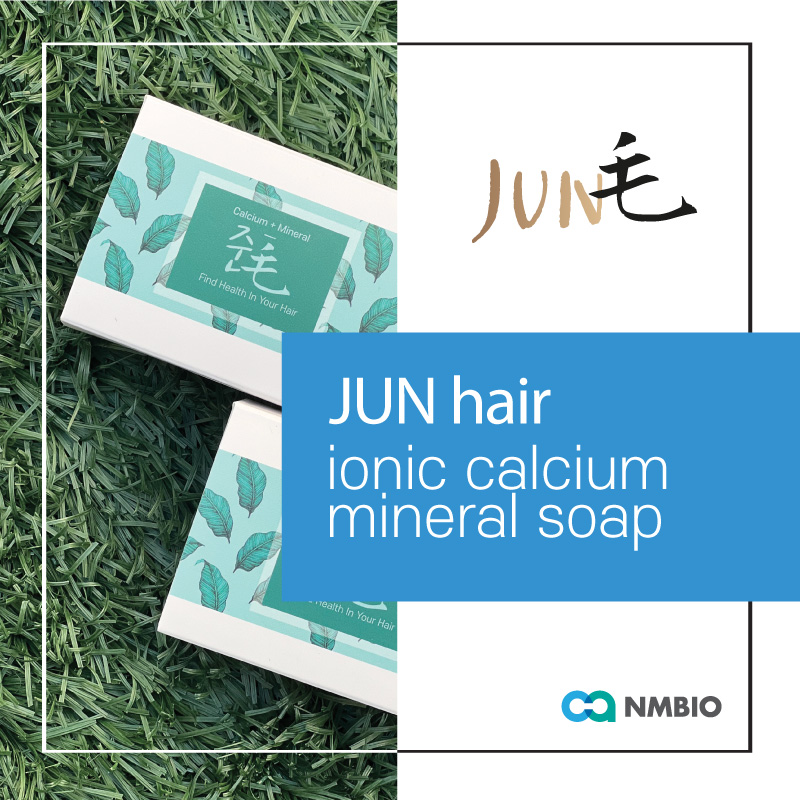 Calcium + Mineral
준毛
Find Health In Your Hair
Health In Your Hair
JUN毛
JUN hair
ionic calcium
mineral soap
NMBIO